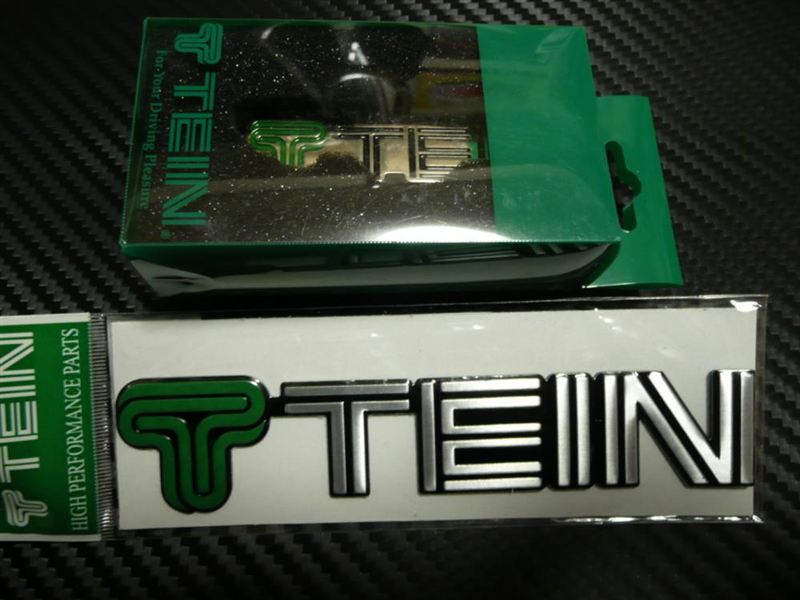 TEIN
For Your Driving Pleasure
TEIN
TEIN
HIGH PERFORMANCE PARTS
TEIN